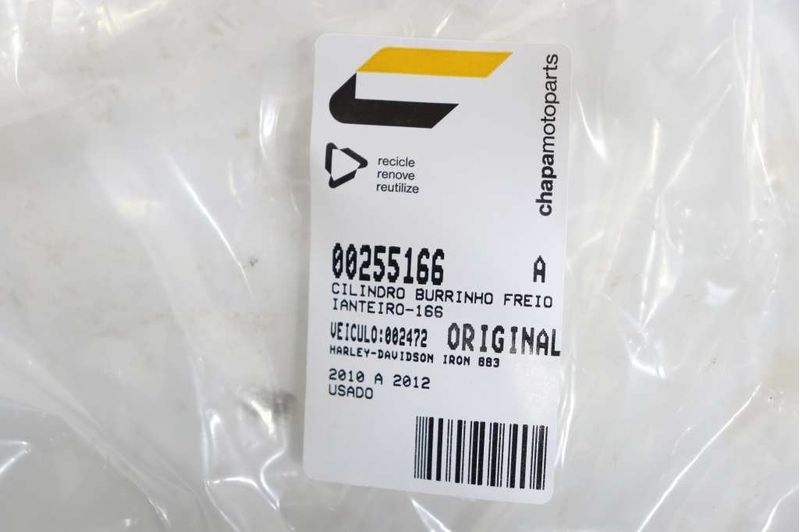 chapamotoparts
recicle
renove
reutilize
00255166 A
CILINDRO BURRINHO FREIO
IANTEIRO-166
VEICULO:002472 ORIGINAL
HARLEY-DAVIDSON IRON 883
2010 A 2012
USADO